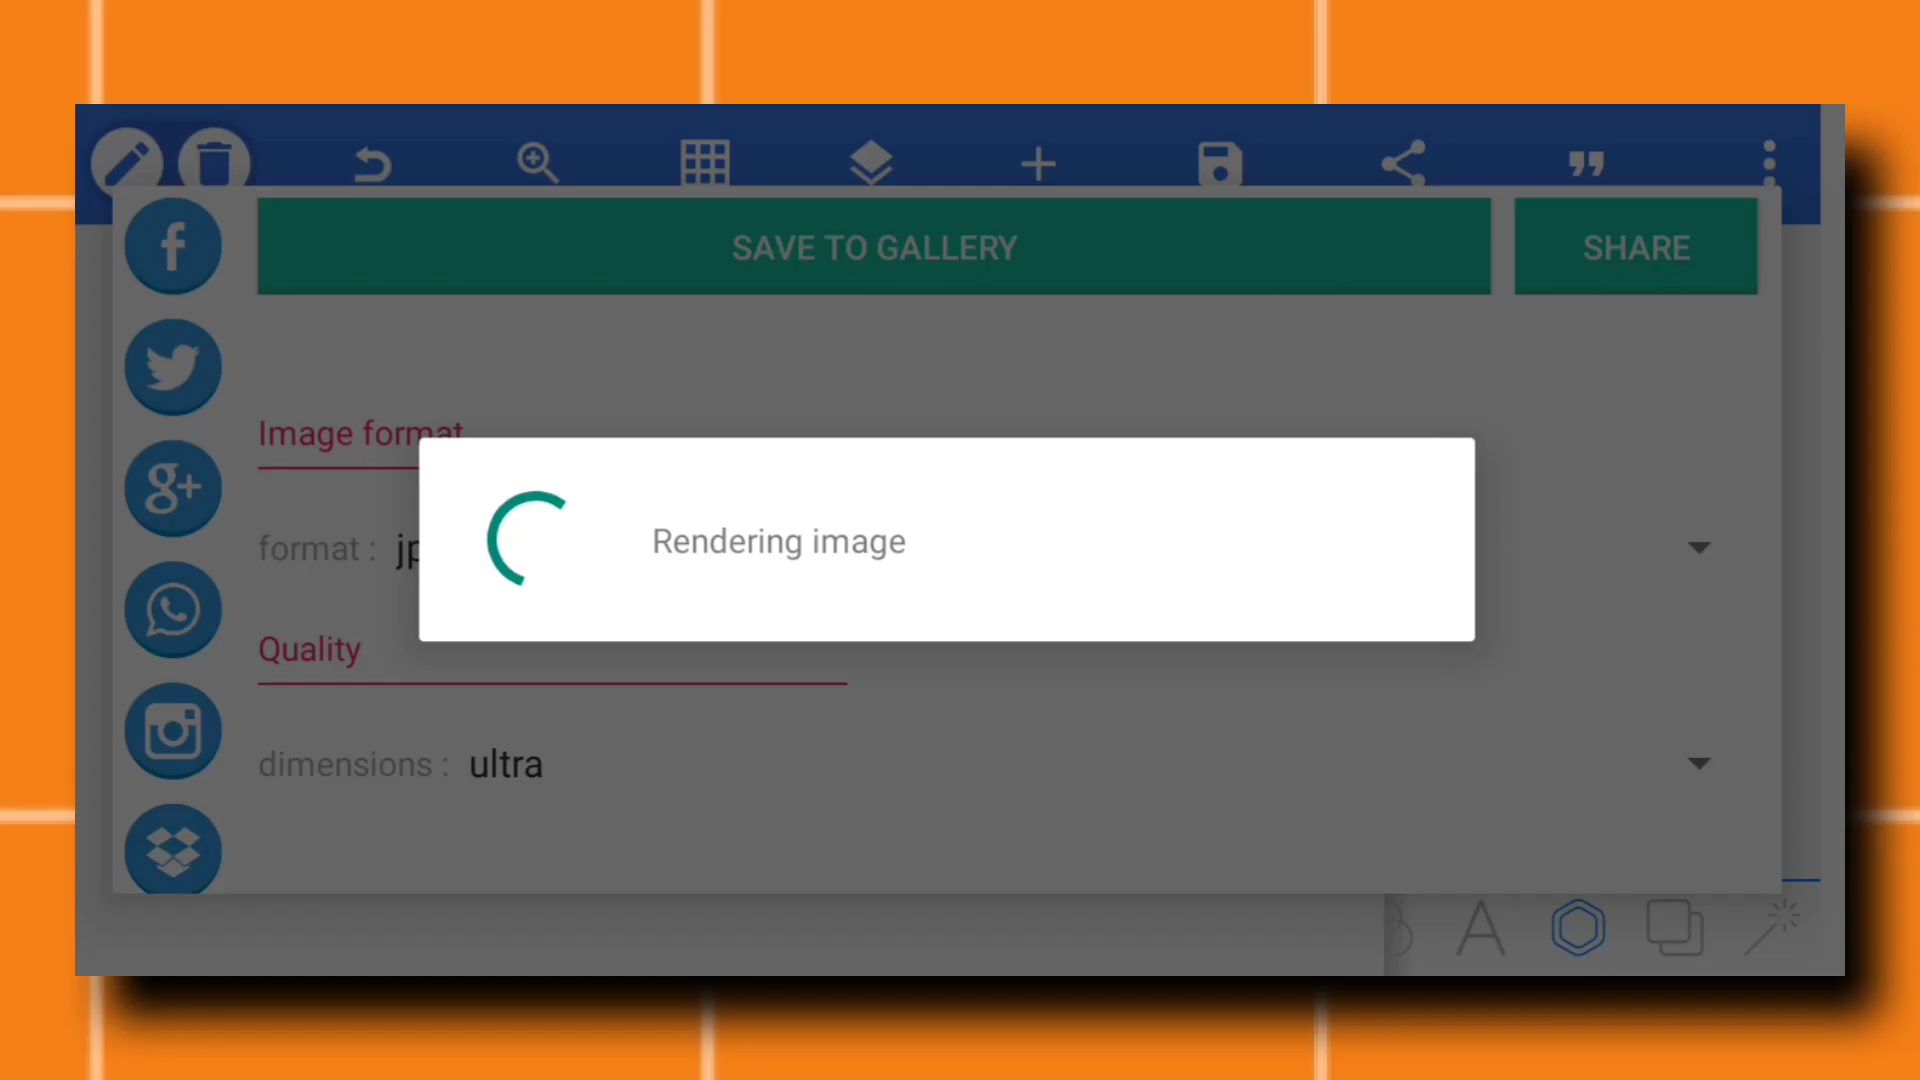 SAVE TO GALLERY
SHARE
Image format
format :
Rendering image
Quality
dimensions : ultra